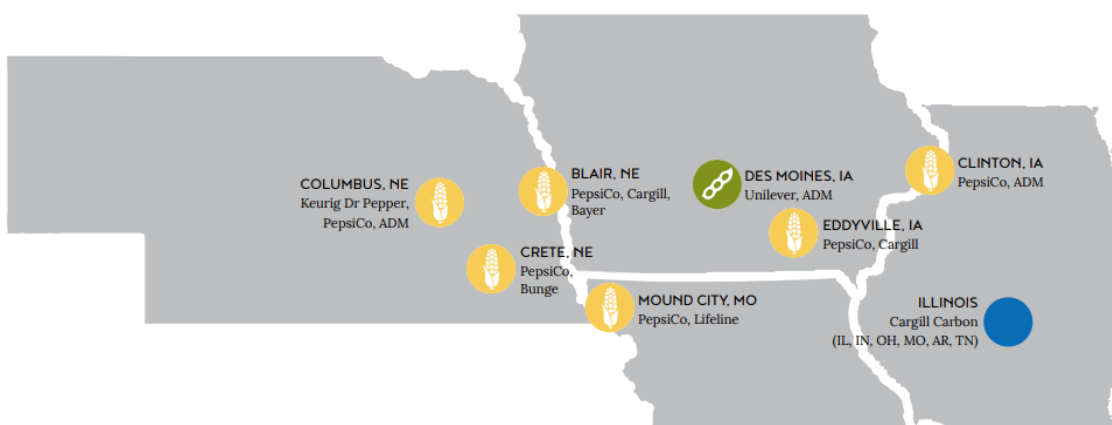 COLUMBUS, NE
Keurig Dr Pepper,
PepsiCo, ADM
BLAIR, NE
PepsiCo, Cargill,
Bayer
CRETE, NE
PepsiCo,
Bunge
MOUND CITY, MO
PepsiCo, Lifeline
DES MOINES, IA
Unilever, ADM
EDDYVILLE, IA
PepsiCo, Cargill
CLINTON, IA
PepsiCo, ADM
ILLINOIS
Cargill Carbon
(IL, IN, OH, MO, AR, TN)